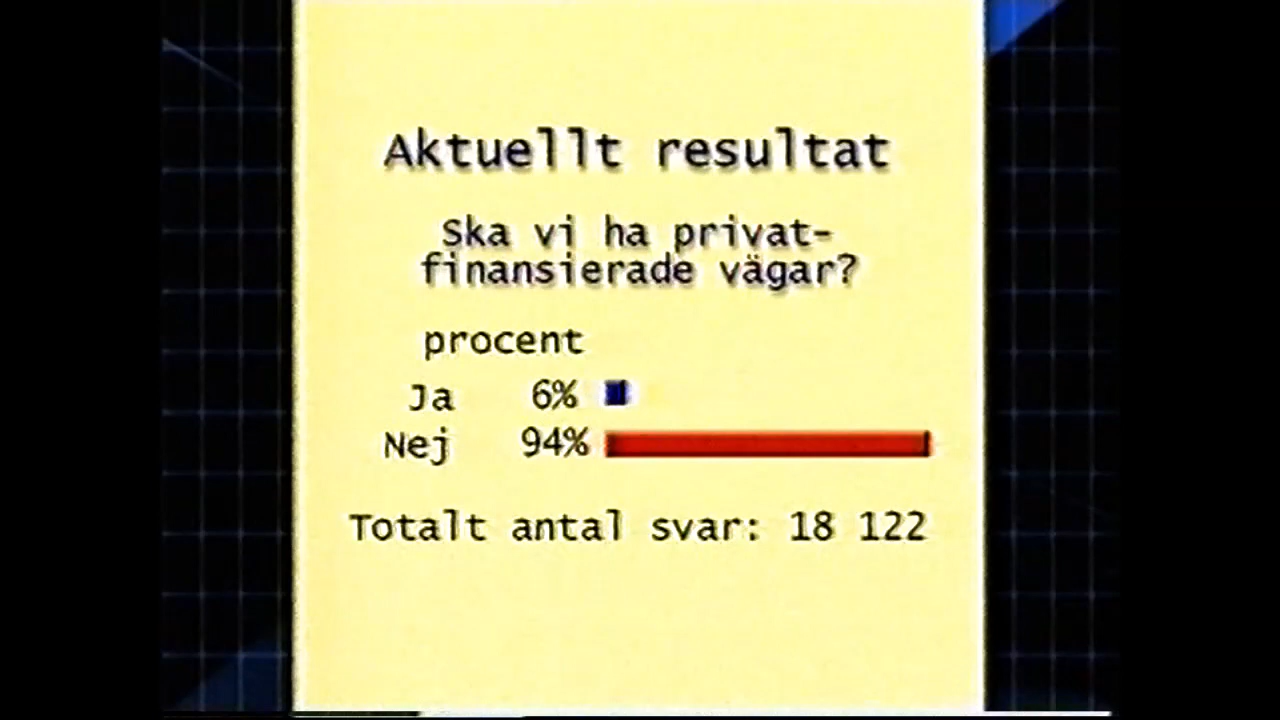 Aktuellt resultat
Ska vi ha privat-
finansierade vägar?
procent
Ja 6%
Nej 94%
Totalt antal svar: 18 122